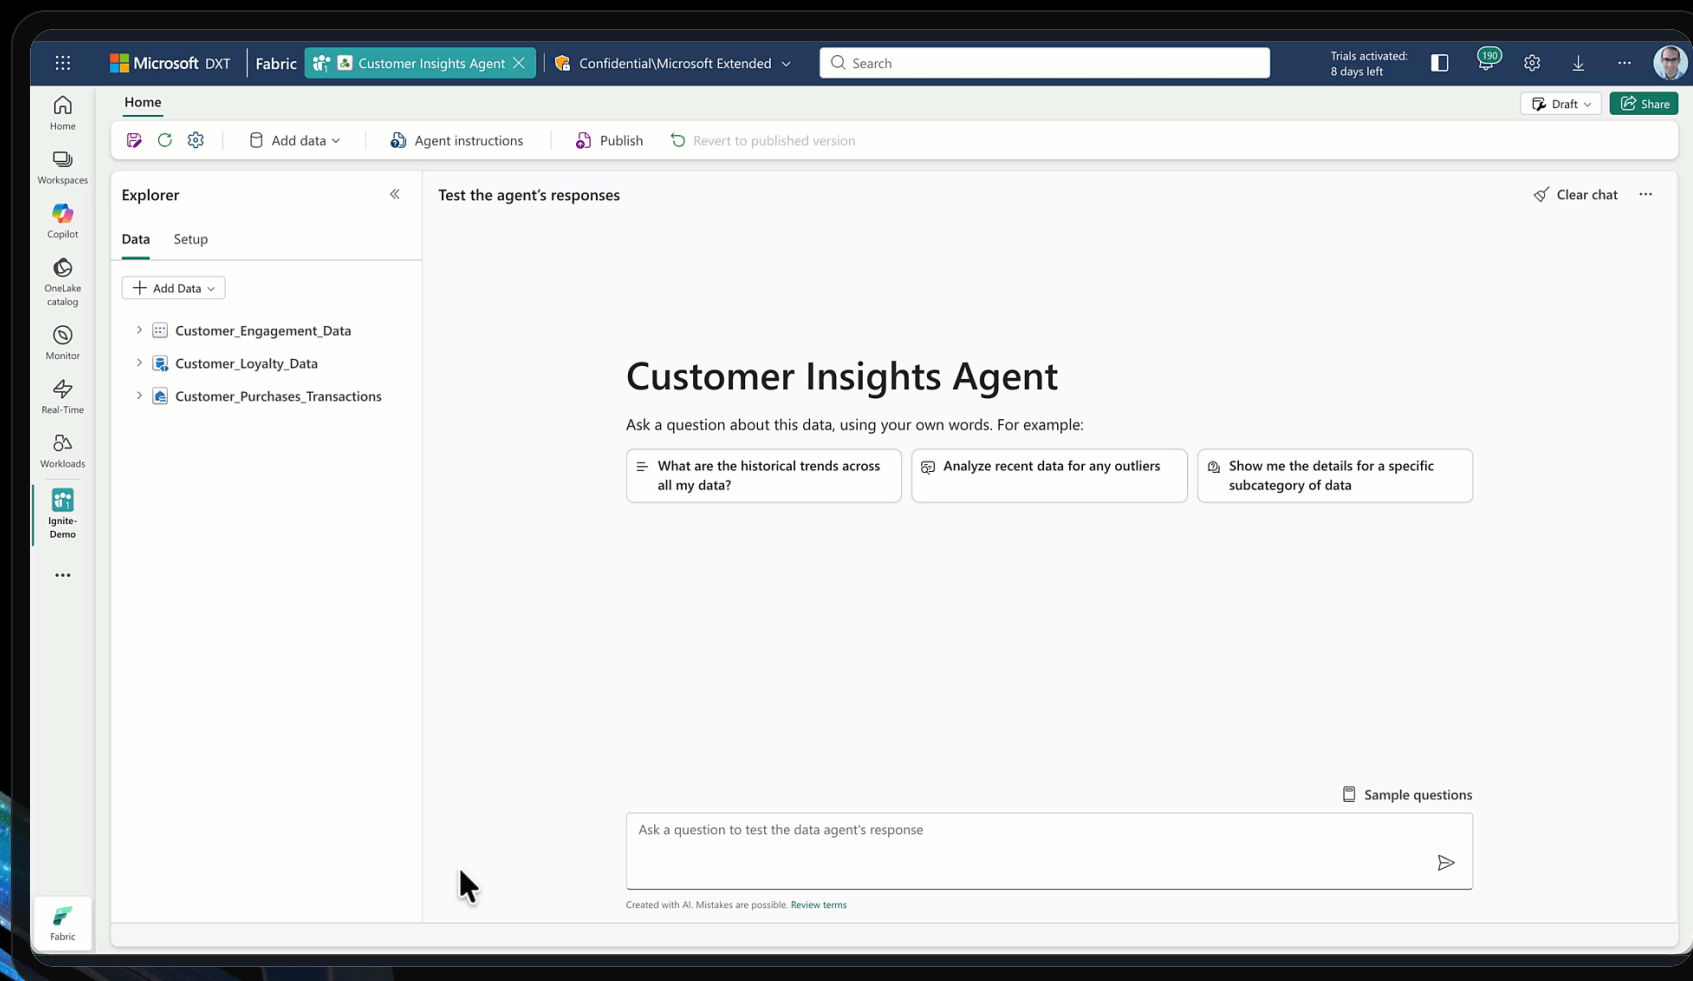 Microsoft DXT
Fabric
Customer Insights Agent
Confidential\Microsoft Extended
Search
Trials activated:
8 days left
190
Home
Draft
Share
Add data
Agent instructions
Publish
Revert to published version
Home
Workspaces
Copilot
OneLake
catalog
Monitor
Real-Time
Workloads
Ignite-
Demo
Fabric
Explorer
Data
Setup
Add Data
Customer_Engagement_Data
Customer_Loyalty_Data
Customer_Purchases_Transactions
Test the agent’s responses
Clear chat
Customer Insights Agent
Ask a question about this data, using your own words. For example:
What are the historical trends across
all my data?
Analyze recent data for any outliers
Show me the details for a specific
subcategory of data
Sample questions
Ask a question to test the data agent's response
Created with AI. Mistakes are possible. Review terms